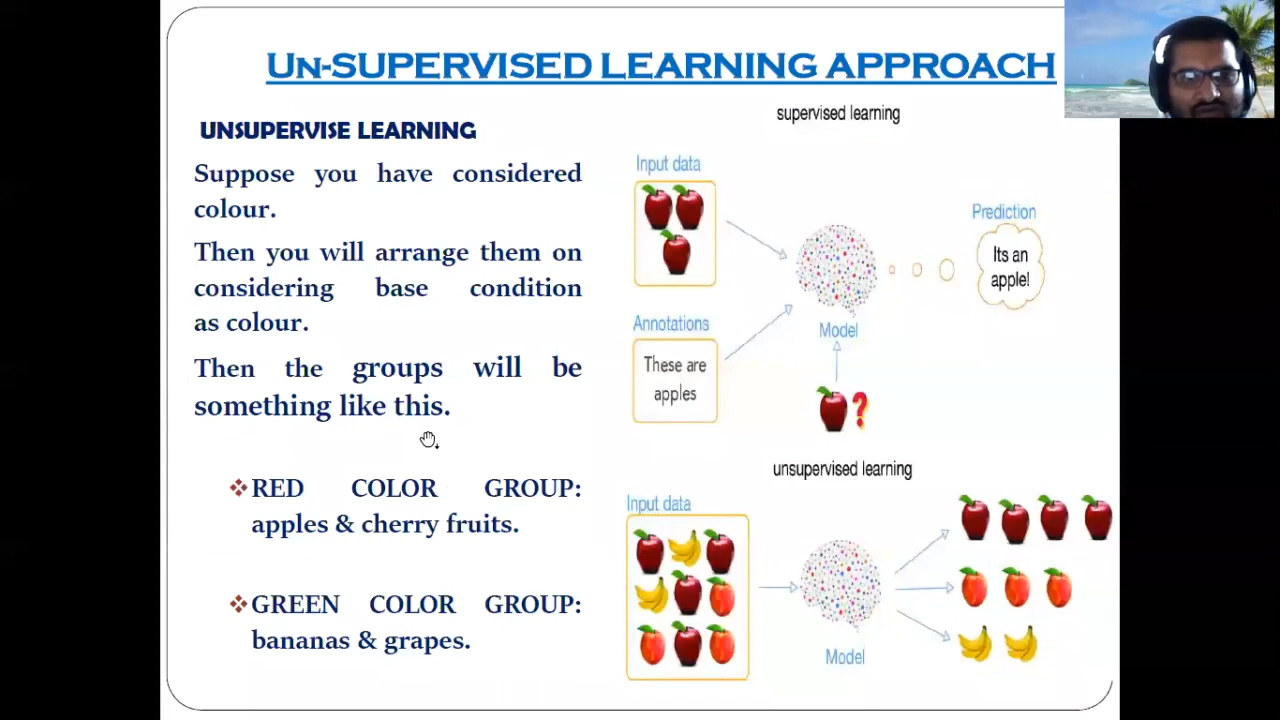 Un-SUPERVISED LEARNING APPROACH
UNSUPERVISE LEARNING
Suppose you have considered
colour.
Then you will arrange them on
considering base condition
as colour.
Then the groups will be
something like this.
RED COLOR GROUP:
apples & cherry fruits.
GREEN COLOR GROUP:
bananas & grapes.
supervised learning
Input data
Annotations
These are
apples
Model
?
Prediction
Its an
apple!
unsupervised learning
Input data
Model